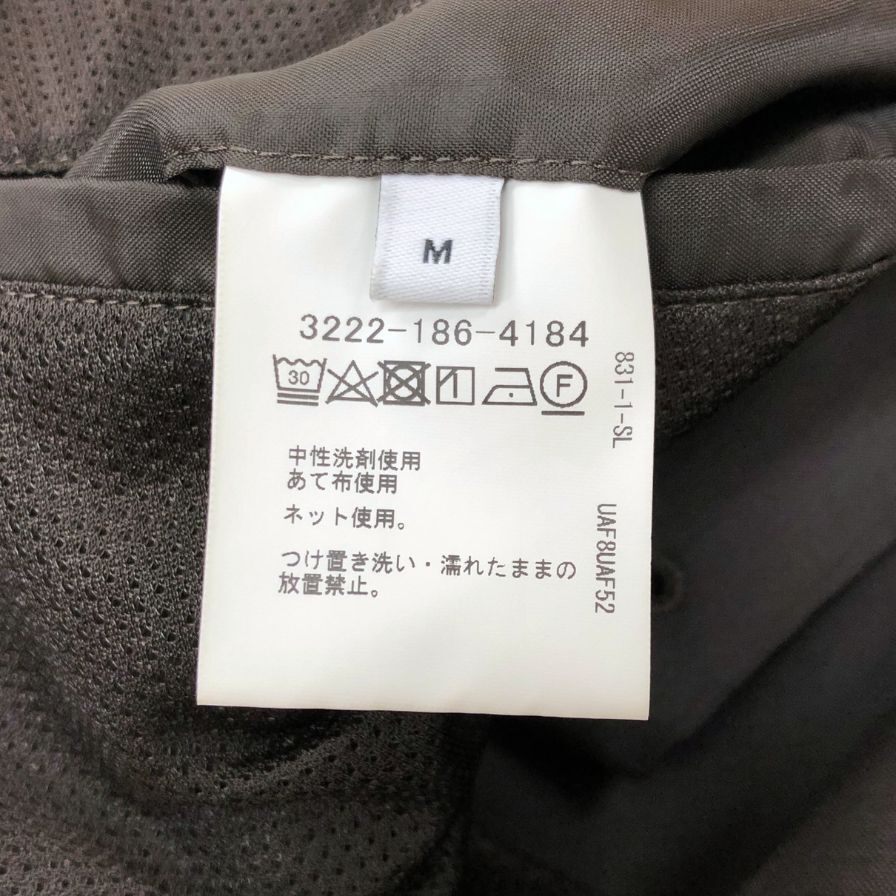 M
3222-186-4184
30
F
中性洗剤使用
あて布使用
ネット使用。
つけ置き洗い・濡れたままの
放置禁止。
831-1-SL
UAF8UAF52